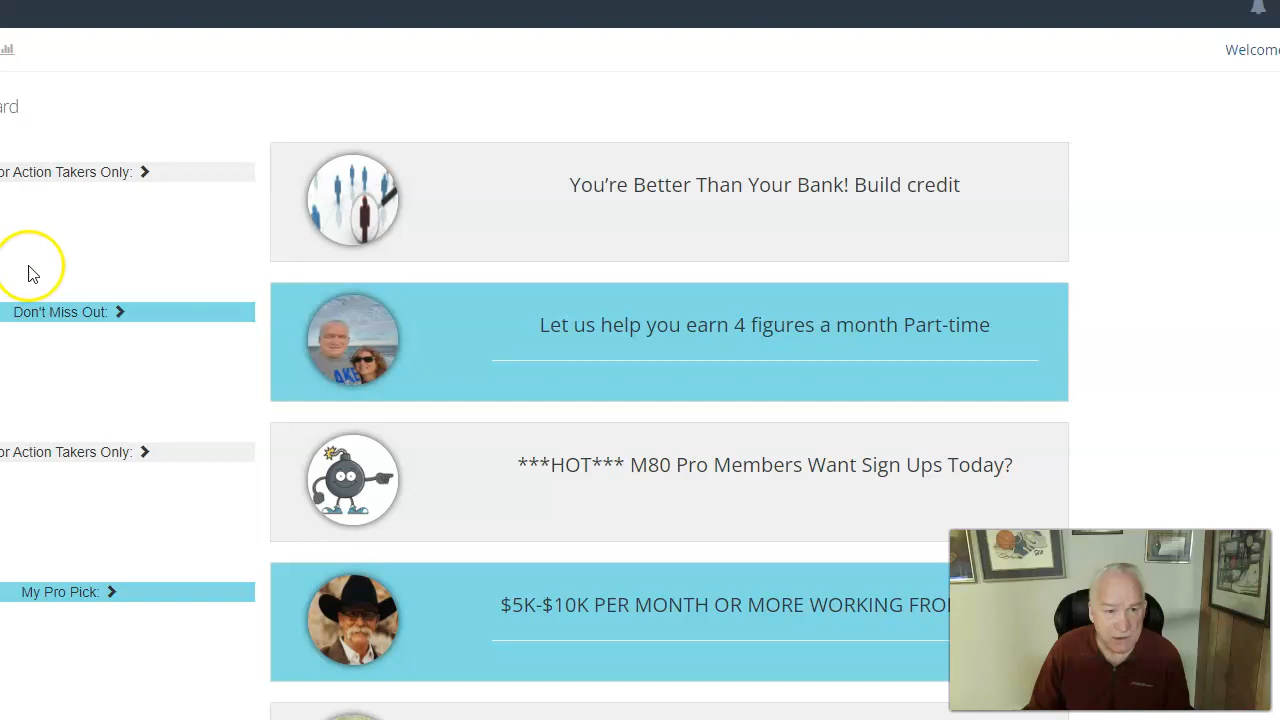 Welcome
ard
or Action Takers Only:
You’re Better Than Your Bank! Build credit
Don't Miss Out:
Let us help you earn 4 figures a month Part-time
AKE
or Action Takers Only:
***HOT*** M80 Pro Members Want Sign Ups Today?
My Pro Pick:
$5K-$10K PER MONTH OR MORE WORKING FRO